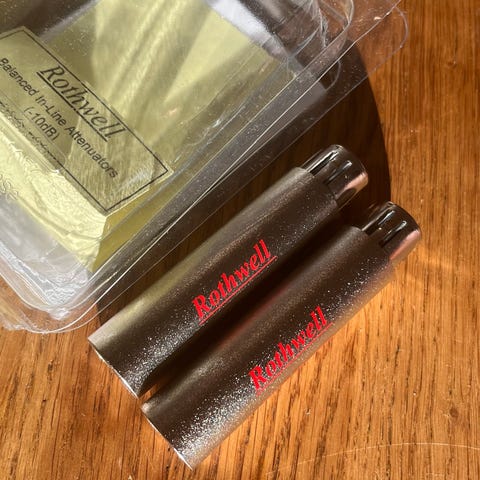 Rothwell
Balanced In-Line Attenuators
(-10dB)
Rothwell
Rothwell